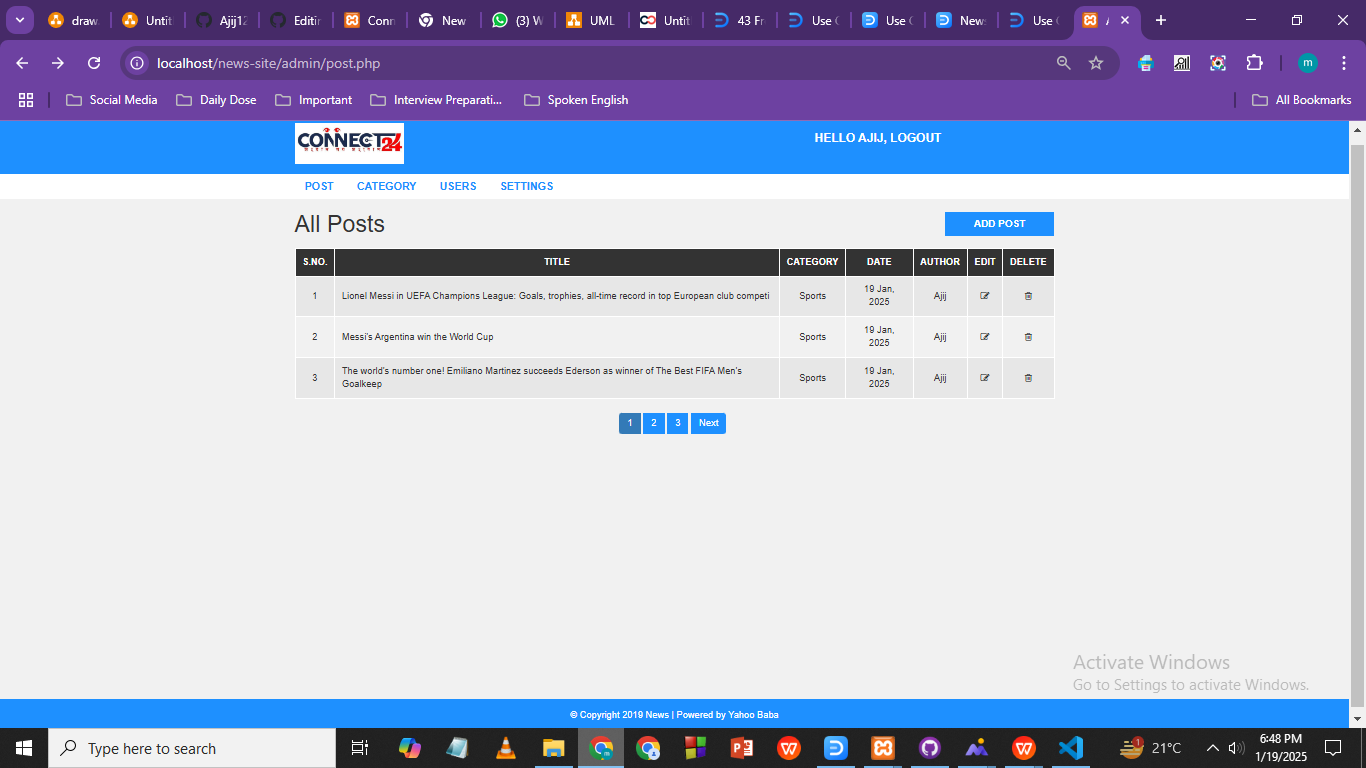 draw.
Untit
Ajij12
Editin
Conn
New
(3) W
UML
Untit
43 Fr
Use C
Use C
News
Use C
localhost/news-site/admin/post.php
m
Social Media
Daily Dose
Important
Interview Preparati...
Spoken English
All Bookmarks
CONNECT24
HELLO AJIJ, LOGOUT
POST CATEGORY USERS SETTINGS
All Posts
ADD POST
S.NO. TITLE CATEGORY DATE AUTHOR EDIT DELETE
1 Lionel Messi in UEFA Champions League: Goals, trophies, all-time record in top European club competi Sports 19 Jan, 2025 Ajij
2 Messi's Argentina win the World Cup Sports 19 Jan, 2025 Ajij
3 The world's number one! Emiliano Martinez succeeds Ederson as winner of The Best FIFA Men's
Goalkeep Sports 19 Jan, 2025 Ajij
1 2 3 Next
Activate Windows
Go to Settings to activate Windows.
© Copyright 2019 News | Powered by Yahoo Baba
Type here to search
21°C
6:48 PM
1/19/2025